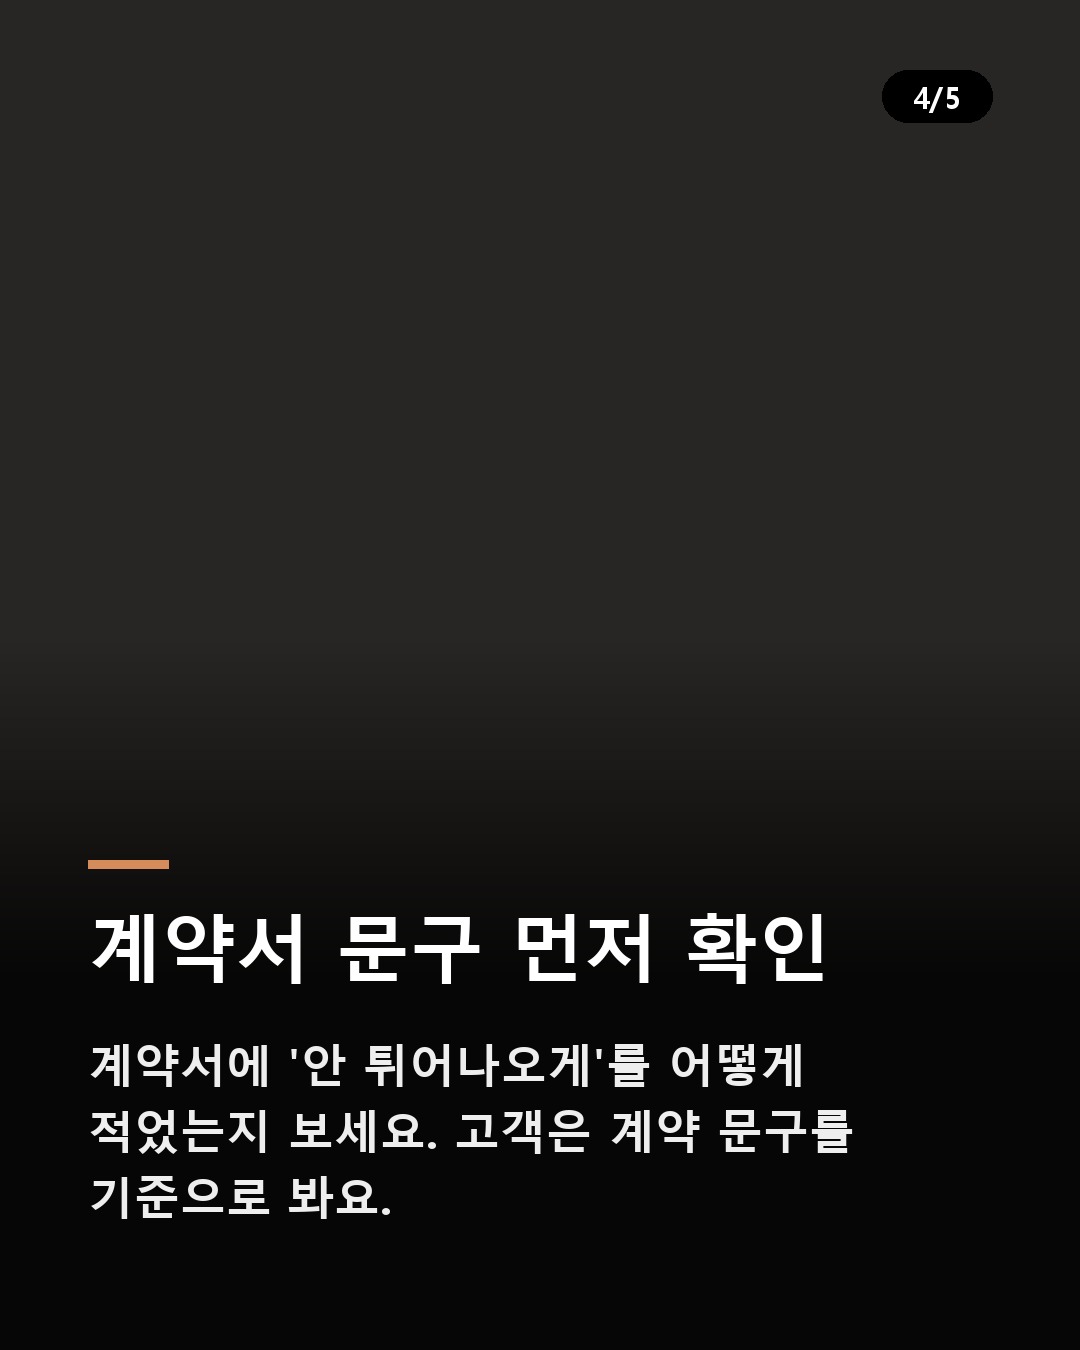 4/5
계약서 문구 먼저 확인
계약서에 '안 튀어나오게'를 어떻게
적었는지 보세요. 고객은 계약 문구를
기준으로 봐요.